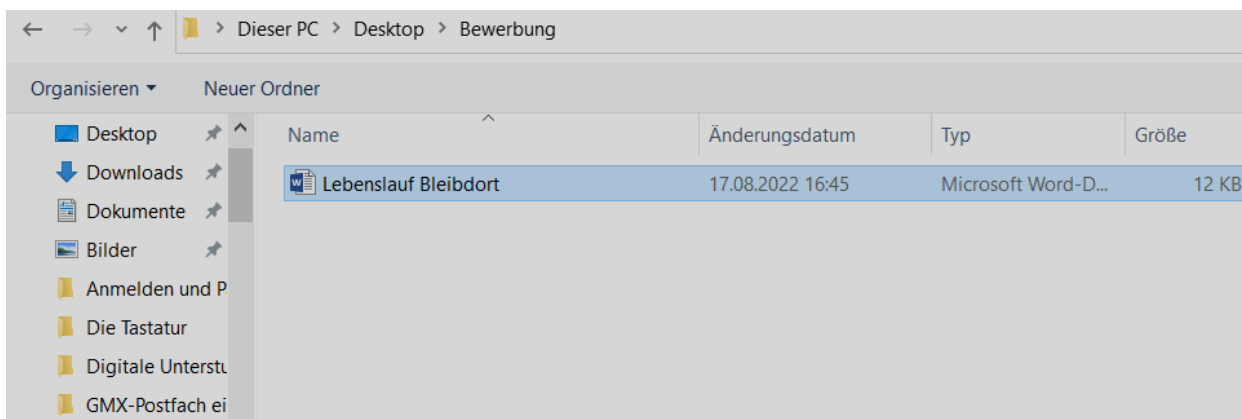 Dieser PC > Desktop > Bewerbung
Organisieren Neuer Ordner
Desktop
Downloads
Dokumente
Bilder
Anmelden und P
Die Tastatur
Digitale Unterstu
GMX-Postfach ei
Name Änderungsdatum Typ Größe
Lebenslauf Bleibdort 17.08.2022 16:45 Microsoft Word-D... 12 KB